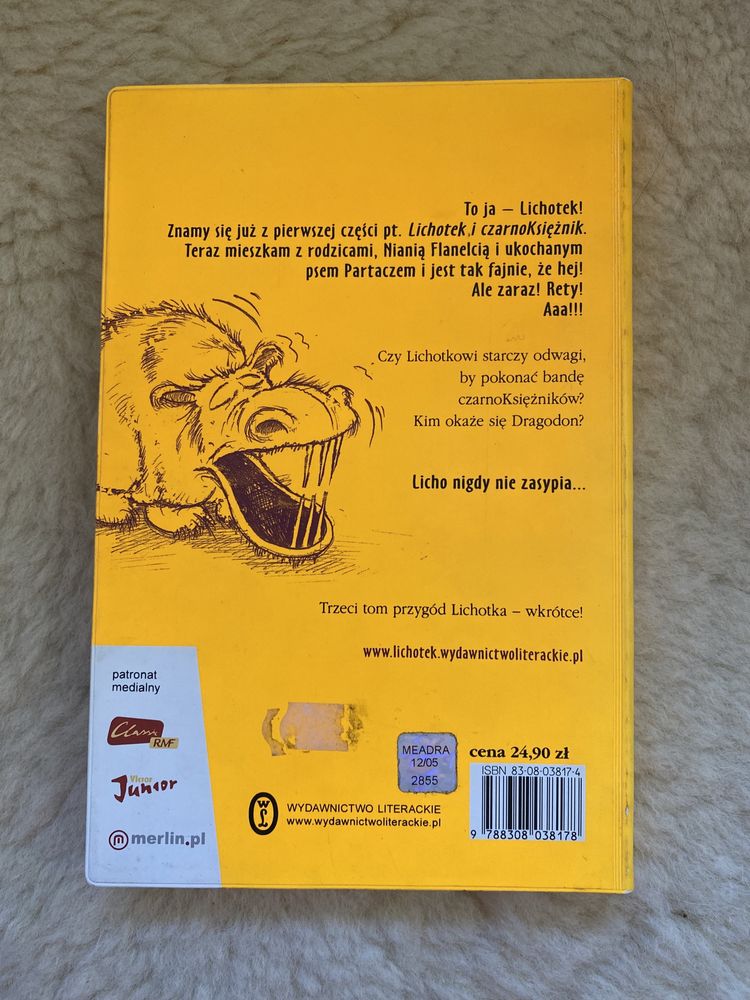 To ja – Lichotek!
Znamy się już z pierwszej części pt. Lichotek i czarnoKsiężnik.
Teraz mieszkam z rodzicami, Nianią Flanelcią i ukochanym
psem Partaczem i jest tak fajnie, że hej!
Ale zaraz! Rety!
Aaa!!!
Czy Lichotkowi starczy odwagi,
by pokonać bandę
czarnoKsiężników?
Kim okaże się Dragodon?
Licho nigdy nie zasypia...
Trzeci tom przygód Lichotka – wkrótce!
www.lichotek.wydawnictwoliterackie.pl
patronat
medialny
Classic
RMF
Victor
Junior
merlin.pl
MEADRA
12/05
2855
cena 24,90 zł
ISBN 83-08-03817-4
9 788308 038178
WL
WYDAWNICTWO LITERACKIE
www.wydawnictwoliterackie.pl